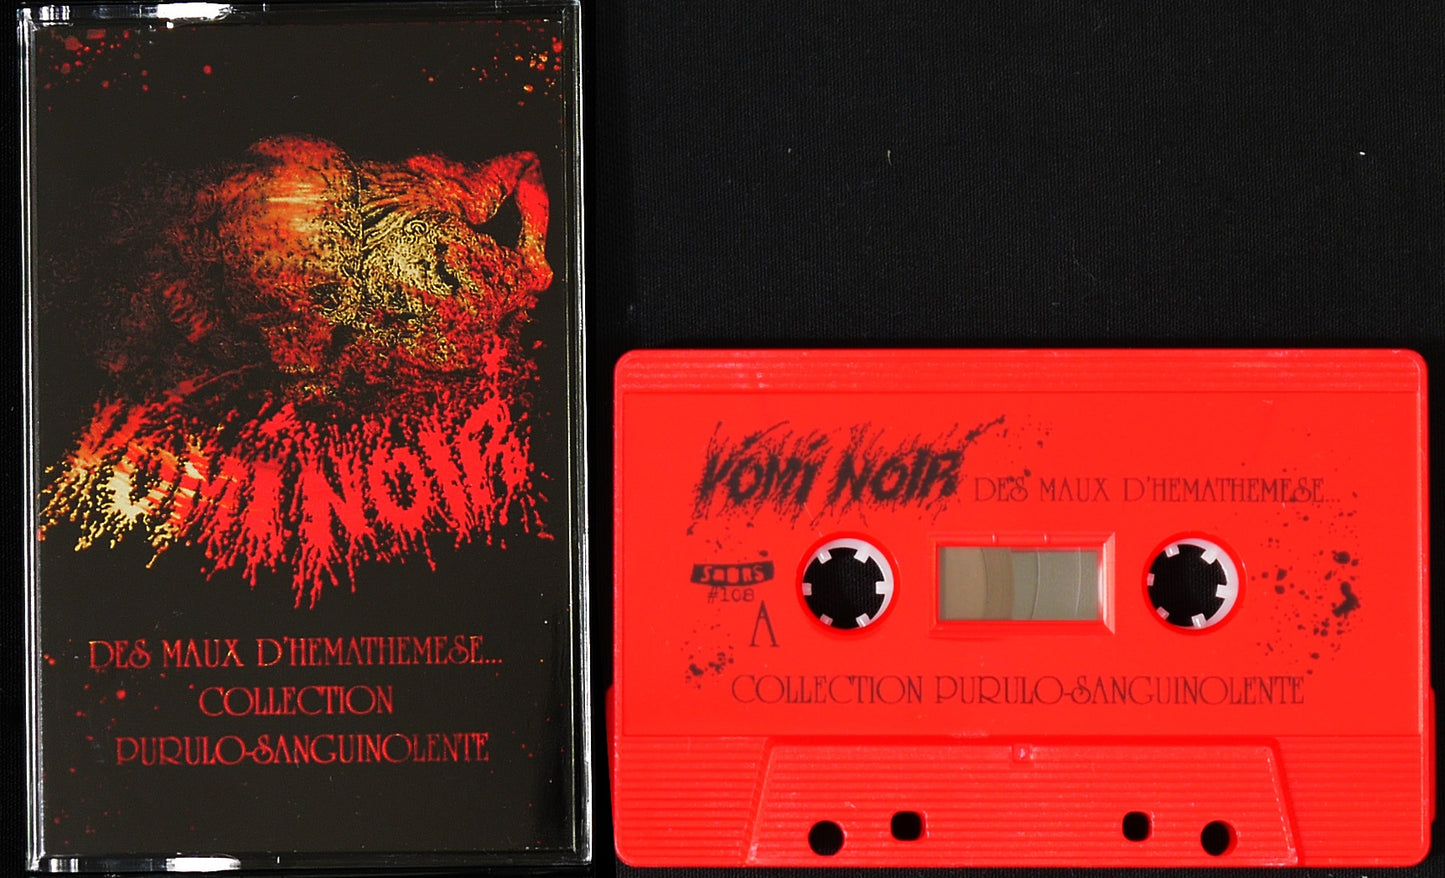 VOMI NOIR
DES MAUX D'HEMATHEMESE...
COLLECTION
PURULO-SANGUINOLENTE
VOMI NOIR
DES MAUX D'HEMATHEMESE...
#108
A
COLLECTION PURULO-SANGUINOLENTE